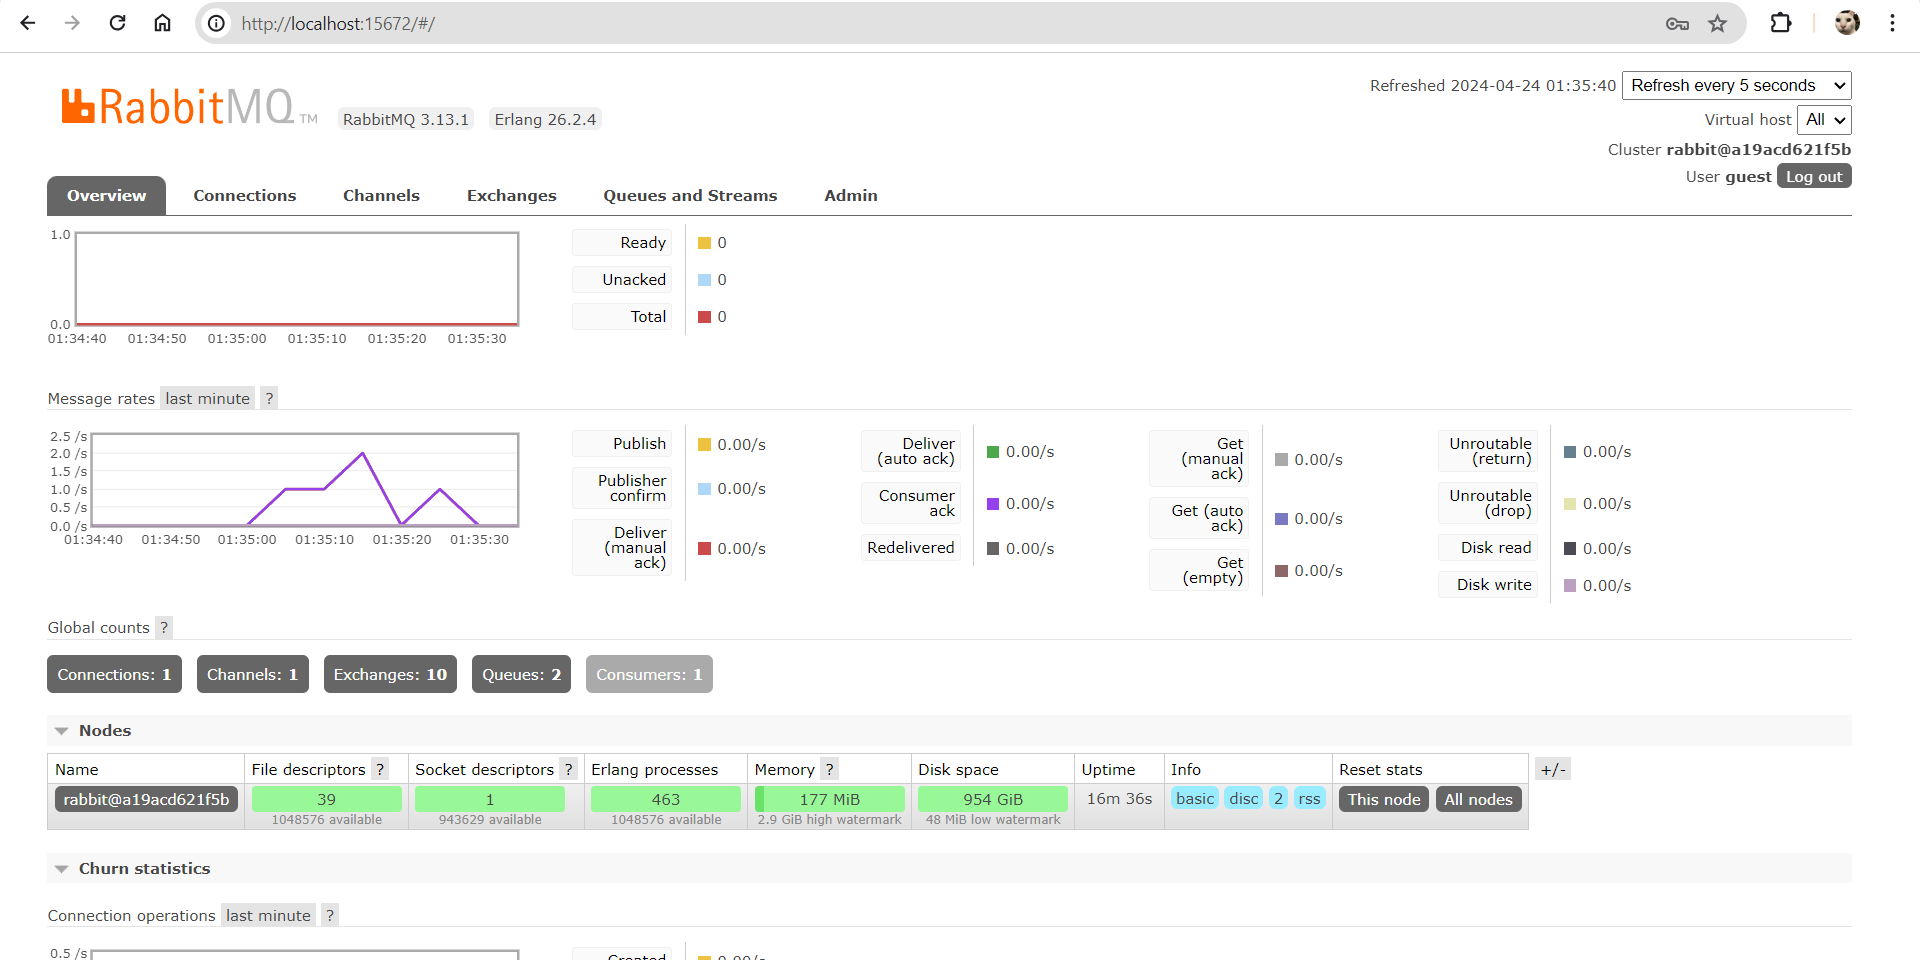 http://localhost:15672/#/
RabbitMQ TM
RabbitMQ 3.13.1
Erlang 26.2.4
Refreshed 2024-04-24 01:35:40
Refresh every 5 seconds
Virtual host All
Cluster rabbit@a19acd621f5b
User guest Log out
Overview Connections Channels Exchanges Queues and Streams Admin
1.0
0.0
01:34:40 01:34:50 01:35:00 01:35:10 01:35:20 01:35:30
Ready 0
Unacked 0
Total 0
Message rates last minute ?
2.5 /s
2.0 /s
1.5 /s
1.0 /s
0.5 /s
0.0 /s
01:34:40 01:34:50 01:35:00 01:35:10 01:35:20 01:35:30
Publish 0.00/s
Publisher
confirm 0.00/s
Deliver
(manual 0.00/s
ack)
Deliver
(auto ack) 0.00/s
Consumer
ack 0.00/s
Redelivered 0.00/s
Get
(manual 0.00/s
ack)
Get (auto
ack) 0.00/s
Get
(empty) 0.00/s
Unroutable
(return) 0.00/s
Unroutable
(drop) 0.00/s
Disk read 0.00/s
Disk write 0.00/s
Global counts ?
Connections: 1 Channels: 1 Exchanges: 10 Queues: 2 Consumers: 1
Nodes
Name File descriptors ? Socket descriptors ? Erlang processes Memory ? Disk space Uptime Info Reset stats +/-
rabbit@a19acd621f5b 39 1 463 177 MiB 954 GiB 16m 36s basic disc 2 rss This node All nodes
1048576 available 943629 available 1048576 available 2.9 GiB high watermark 48 MiB low watermark
Churn statistics
Connection operations last minute ?
0.5 /s
Created 0.00/s